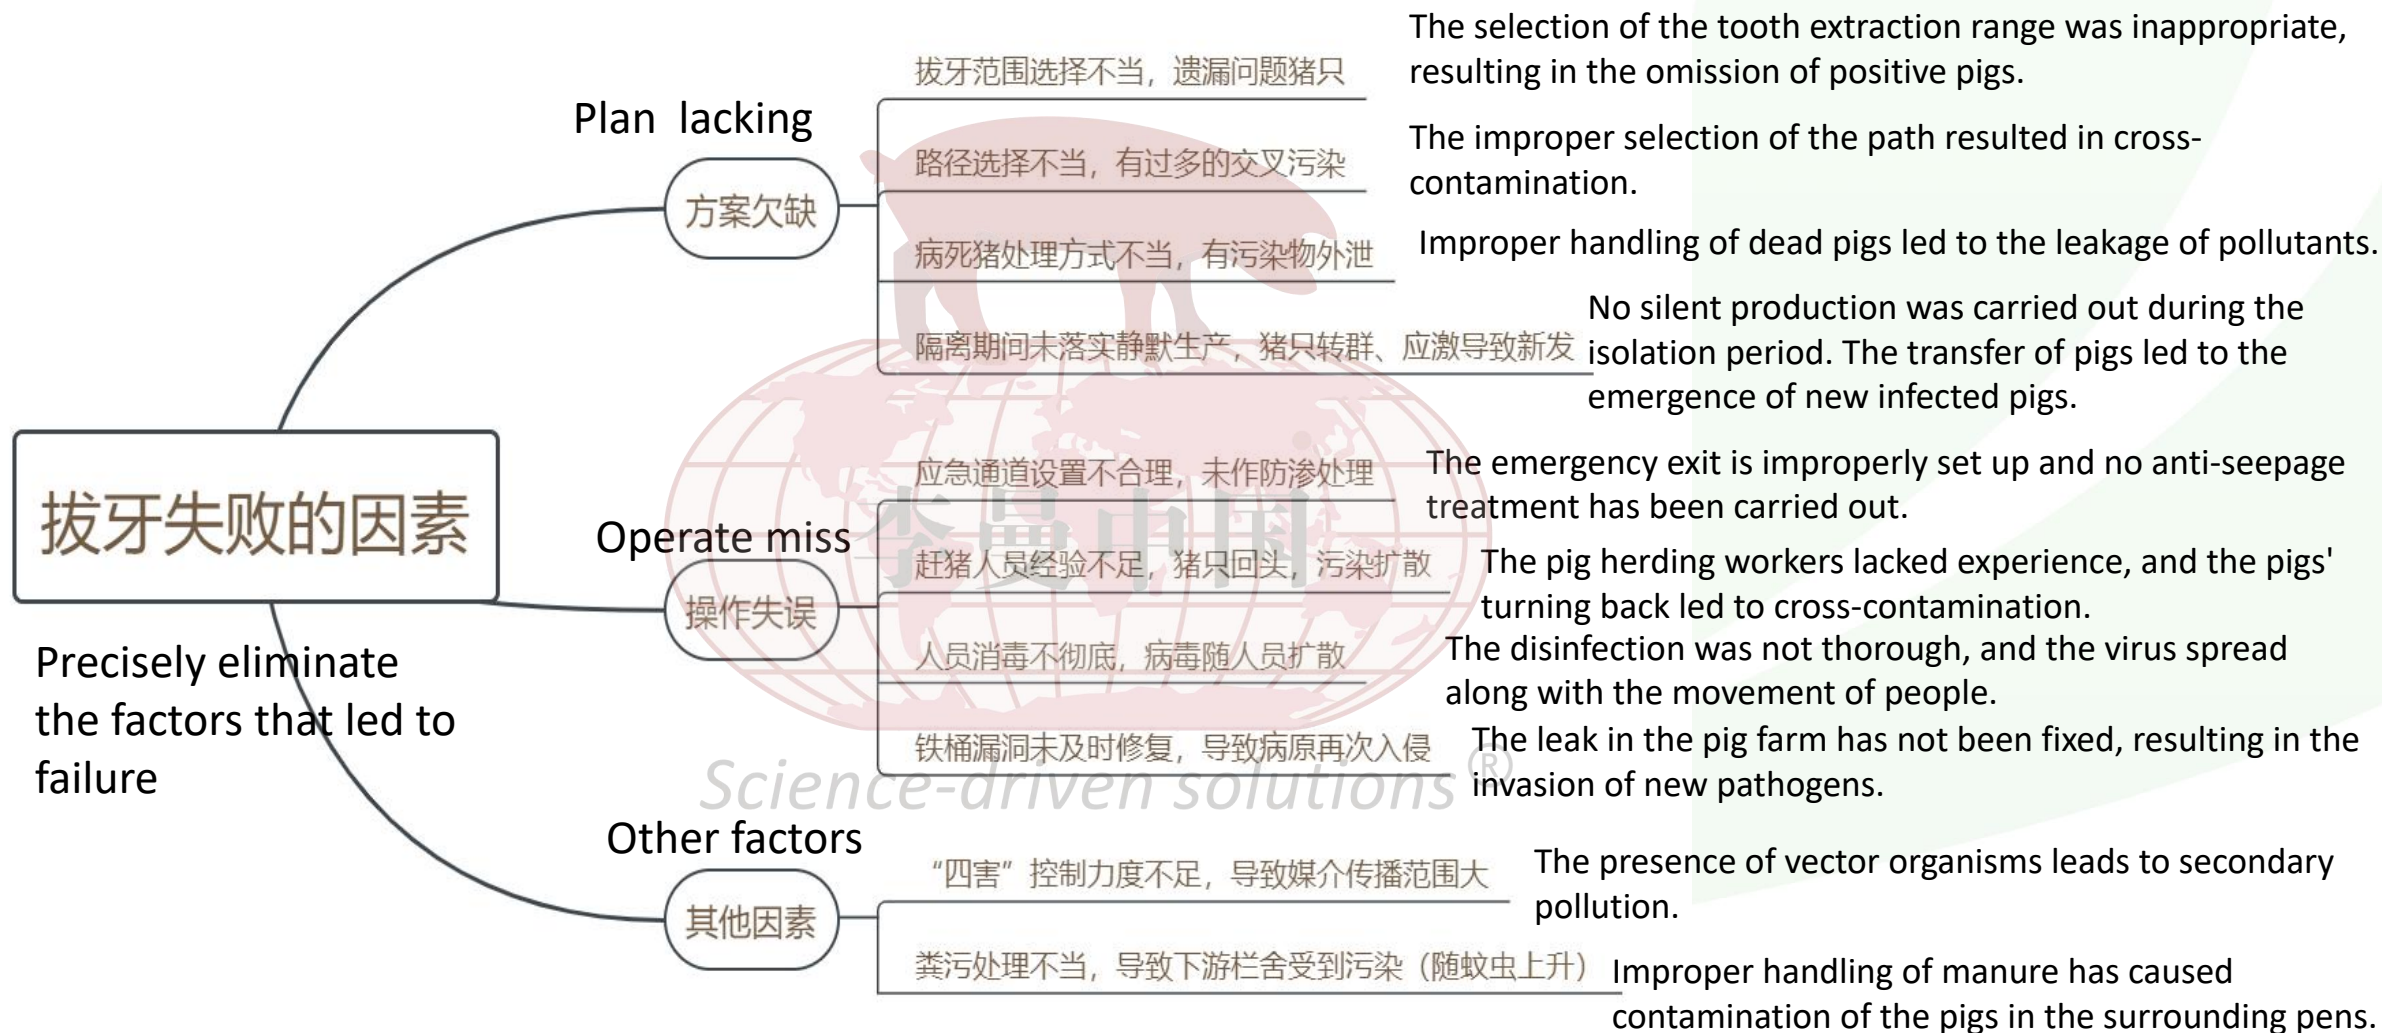 拔牙失败的因素
Precisely eliminate
the factors that led to
failure
Plan lacking
方案欠缺
拔牙范围选择不当，遗漏问题猪只
The selection of the tooth extraction range was inappropriate,
resulting in the omission of positive pigs.
路径选择不当，有过多的交叉污染
The improper selection of the path resulted in cross-
contamination.
病死猪处理方式不当，有污染物外泄
Improper handling of dead pigs led to the leakage of pollutants.
隔离期间未落实静默生产，猪只转群、应激导致新发
No silent production was carried out during the
isolation period. The transfer of pigs led to the
emergence of new infected pigs.
Operate miss
操作失误
应急通道设置不合理，未作防渗处理
The emergency exit is improperly set up and no anti-seepage
treatment has been carried out.
赶猪人员经验不足，猪只回头，污染扩散
The pig herding workers lacked experience, and the pigs'
turning back led to cross-contamination.
人员消毒不彻底，病毒随人员扩散
The disinfection was not thorough, and the virus spread
along with the movement of people.
铁桶漏洞未及时修复，导致病原再次入侵
The leak in the pig farm has not been fixed, resulting in the
invasion of new pathogens.
Other factors
其他因素
“四害”控制力度不足，导致媒介传播范围大
The presence of vector organisms leads to secondary
pollution.
粪污处理不当，导致下游栏舍受到污染（随蚊虫上升）
Improper handling of manure has caused
contamination of the pigs in the surrounding pens.
李曼中国
Science-driven solutions®